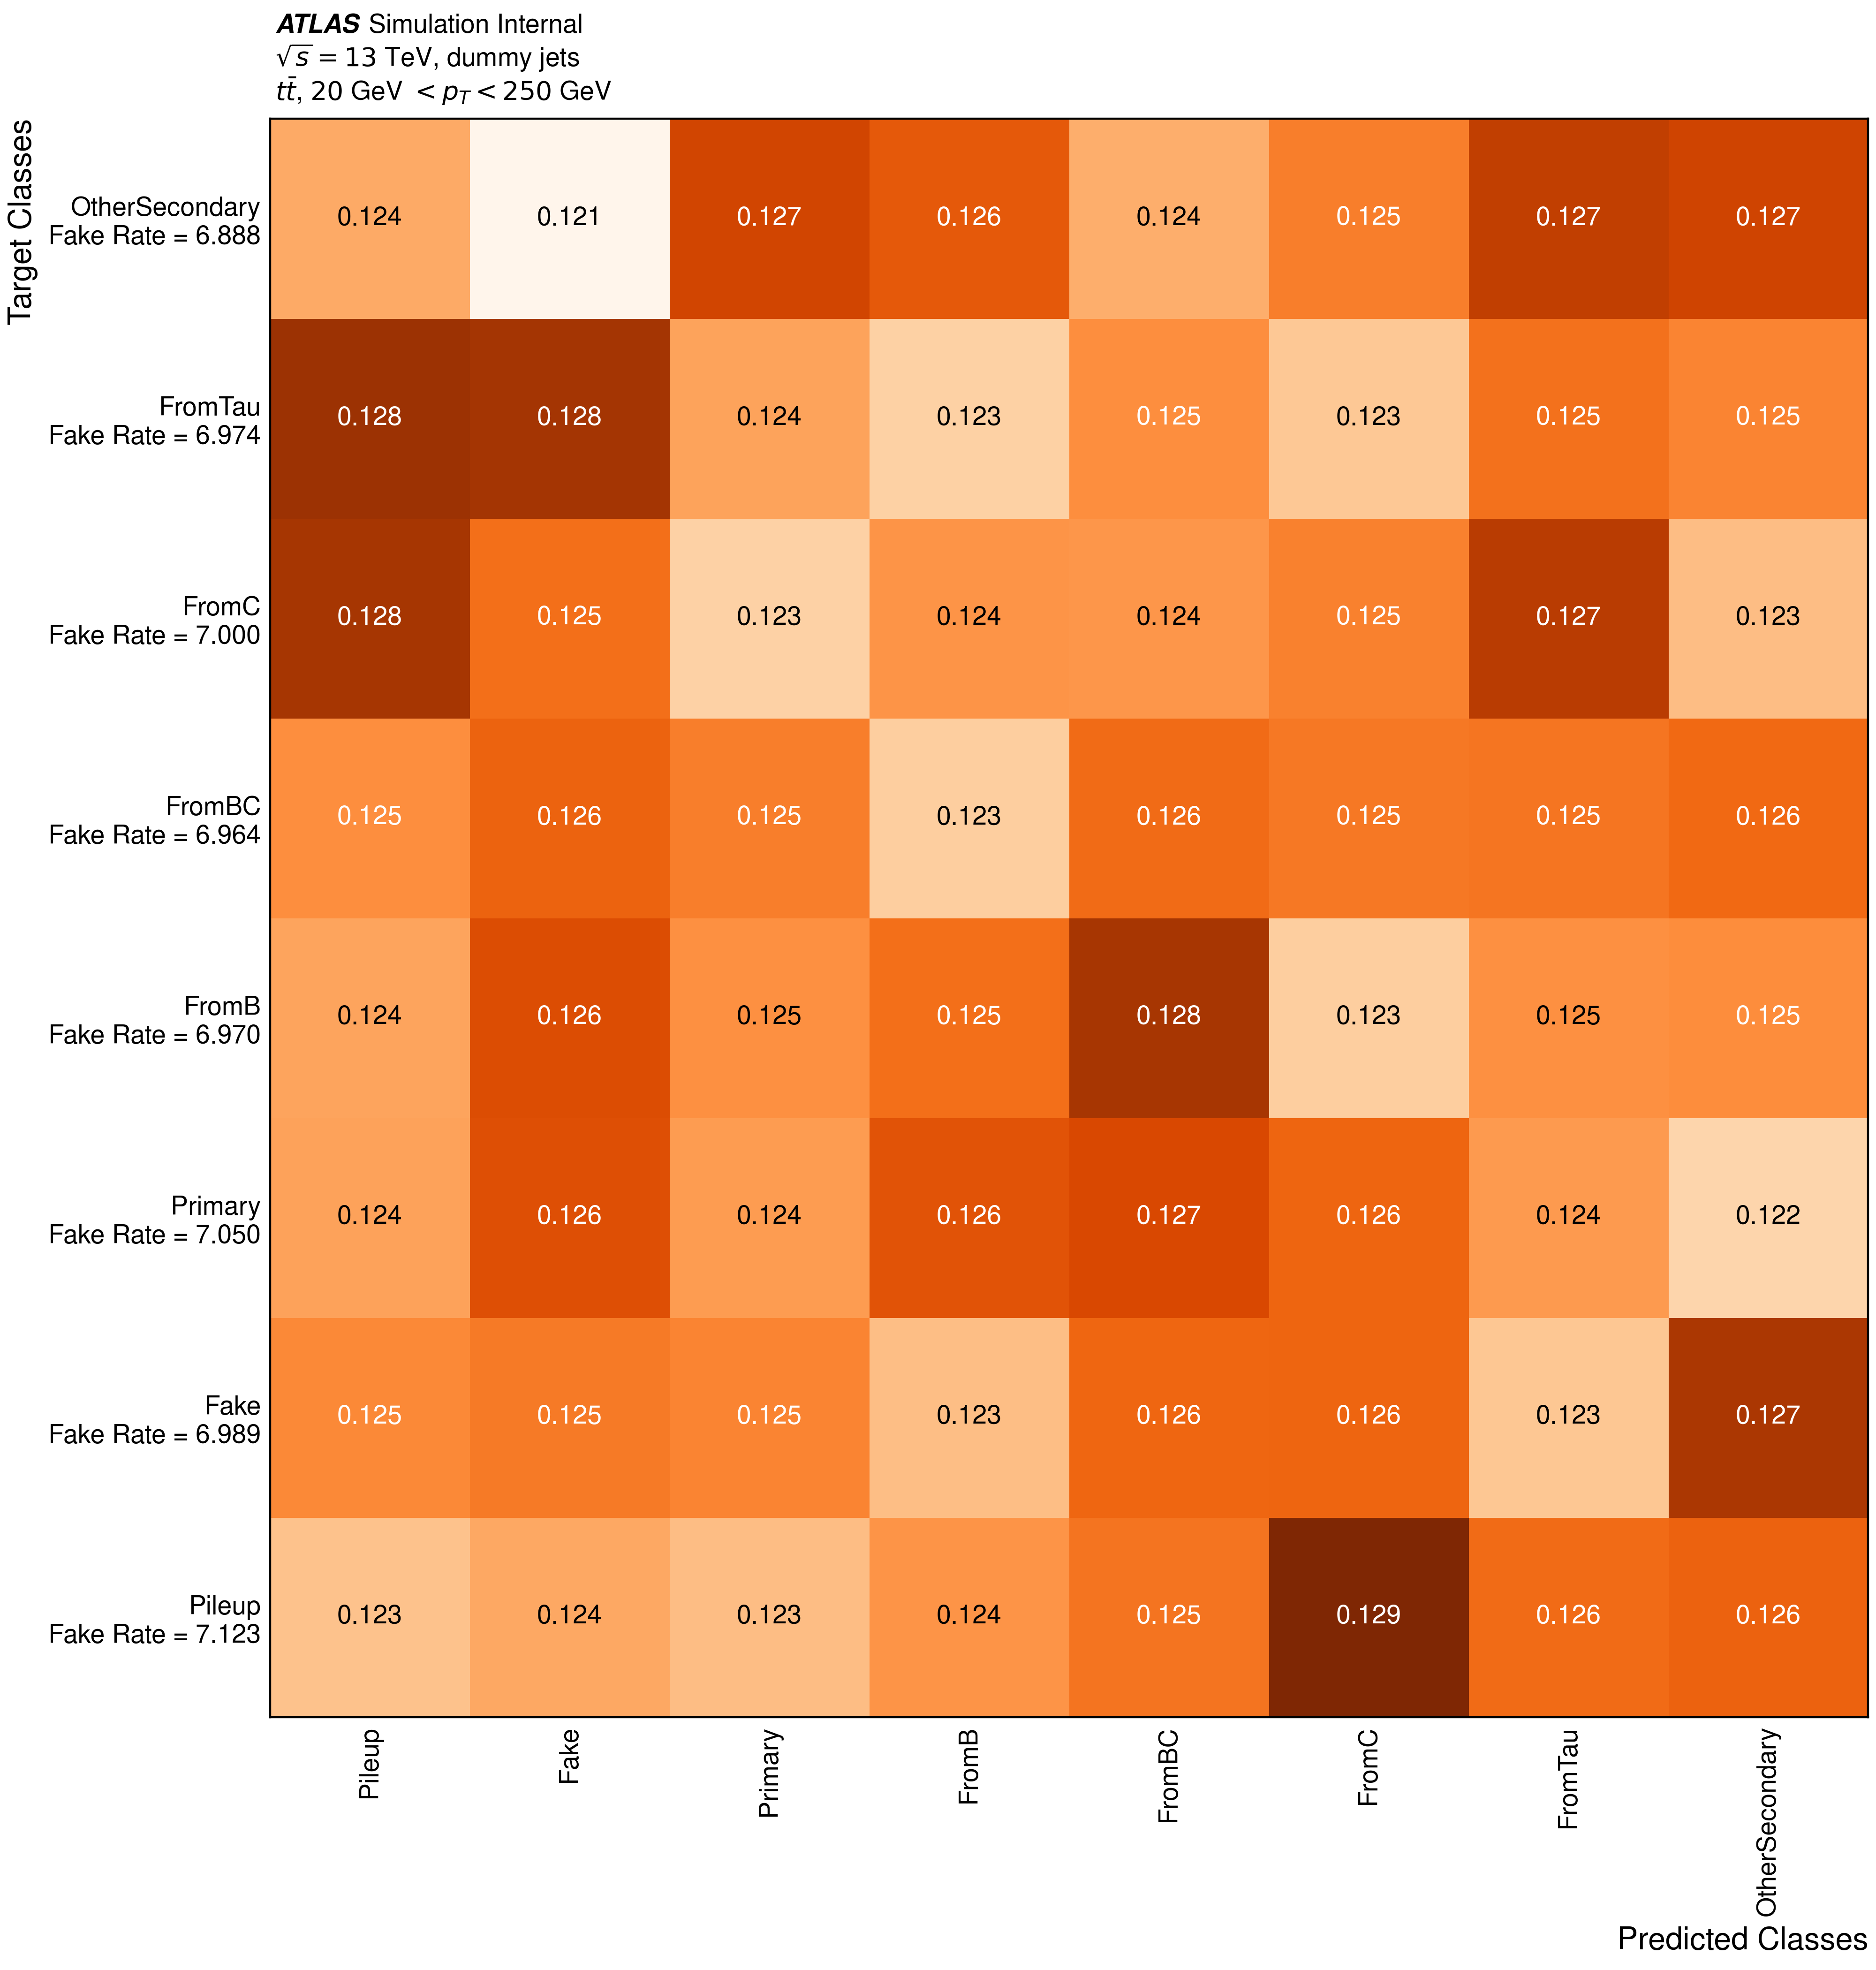 ATLAS Simulation Internal
√s = 13 TeV, dummy jets
tt̄, 20 GeV < p_T < 250 GeV
Target Classes
OtherSecondary
Fake Rate = 6.888
0.124 0.121 0.127 0.126 0.124 0.125 0.127 0.127
FromTau
Fake Rate = 6.974
0.128 0.128 0.124 0.123 0.125 0.123 0.125 0.125
FromC
Fake Rate = 7.000
0.128 0.125 0.123 0.124 0.124 0.125 0.127 0.123
FromBC
Fake Rate = 6.964
0.125 0.126 0.125 0.123 0.126 0.125 0.125 0.126
FromB
Fake Rate = 6.970
0.124 0.126 0.125 0.125 0.128 0.123 0.125 0.125
Primary
Fake Rate = 7.050
0.124 0.126 0.124 0.126 0.127 0.126 0.124 0.122
Fake
Fake Rate = 6.989
0.125 0.125 0.125 0.123 0.126 0.126 0.123 0.127
Pileup
Fake Rate = 7.123
0.123 0.124 0.123 0.124 0.125 0.129 0.126 0.126
Pileup
Fake
Primary
FromB
FromBC
FromC
FromTau
OtherSecondary
Predicted Classes